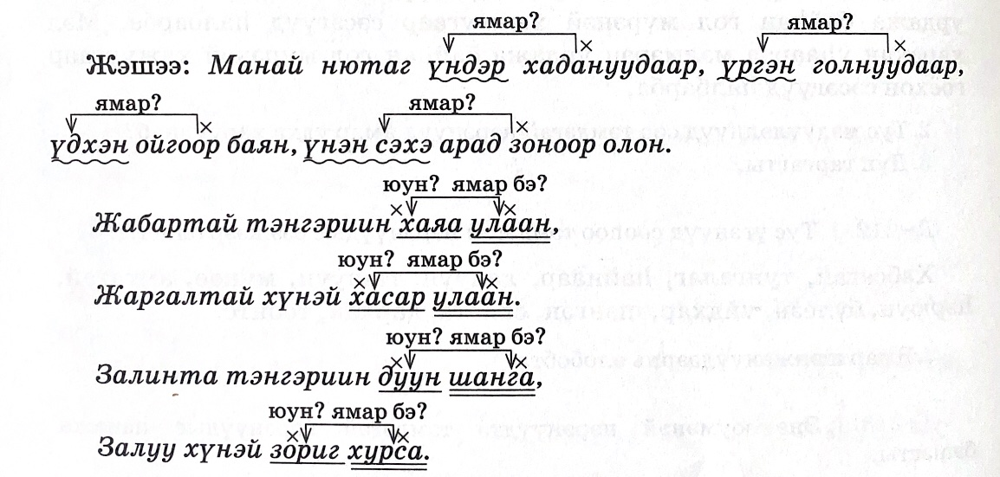 ямар? ямар?
Жэшээ: Манай нютаг үндэр хадануудаар, үргэн голнуудаар,
ямар? ямар?
үдхэн ойгоор баян, үнэн сэхэ арад зоноор олон.
юун? ямар бэ?
Жабартай тэнгэриин хаяа улаан,
юун? ямар бэ?
Жаргалтай хүнэй хасар улаан.
юун? ямар бэ?
Залинта тэнгэриин дуун шанга,
юун? ямар бэ?
Залуу хүнэй зориг хурса.